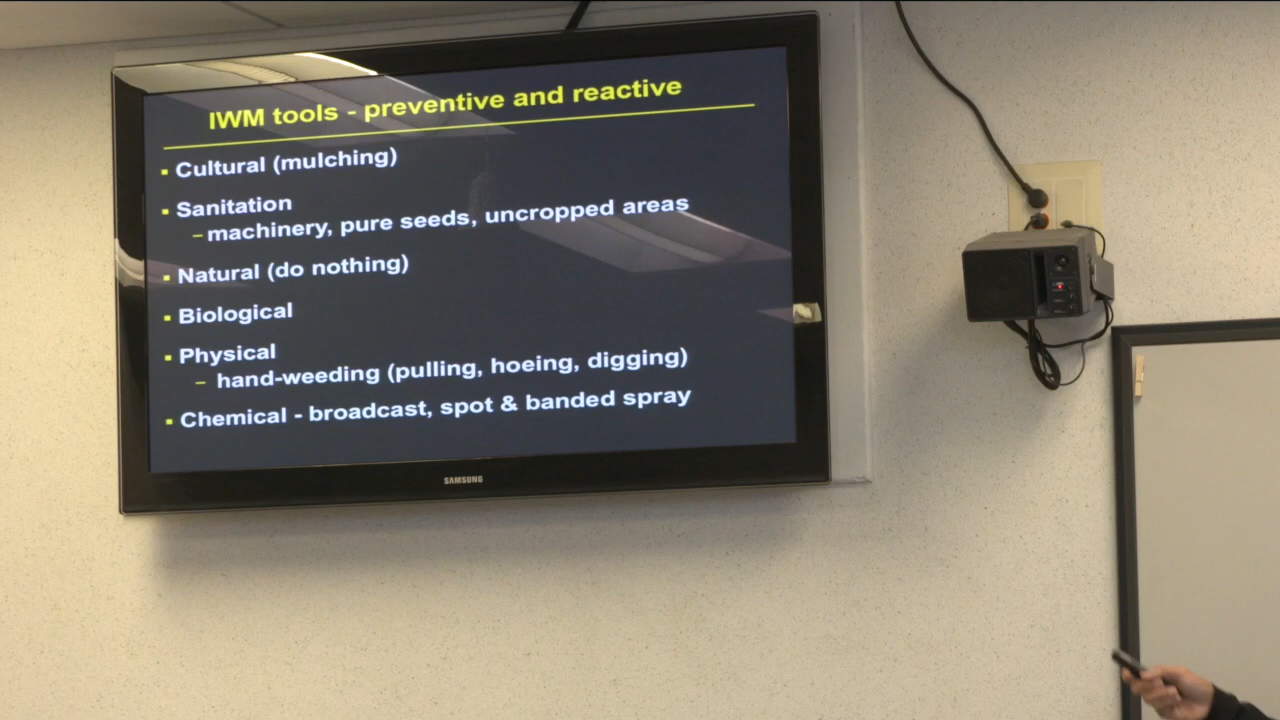 IWM tools - preventive and reactive
▪ Cultural (mulching)
▪ Sanitation
– machinery, pure seeds, uncropped areas
▪ Natural (do nothing)
▪ Biological
▪ Physical
– hand-weeding (pulling, hoeing, digging)
▪ Chemical - broadcast, spot & banded spray
SAMSUNG